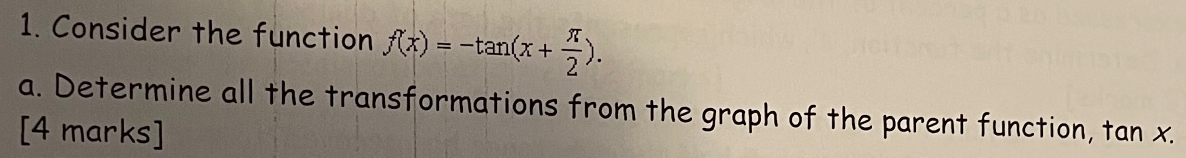 1. Consider the function f(x) = -tan(x + π/2).
a. Determine all the transformations from the graph of the parent function, tan x.
[4 marks]